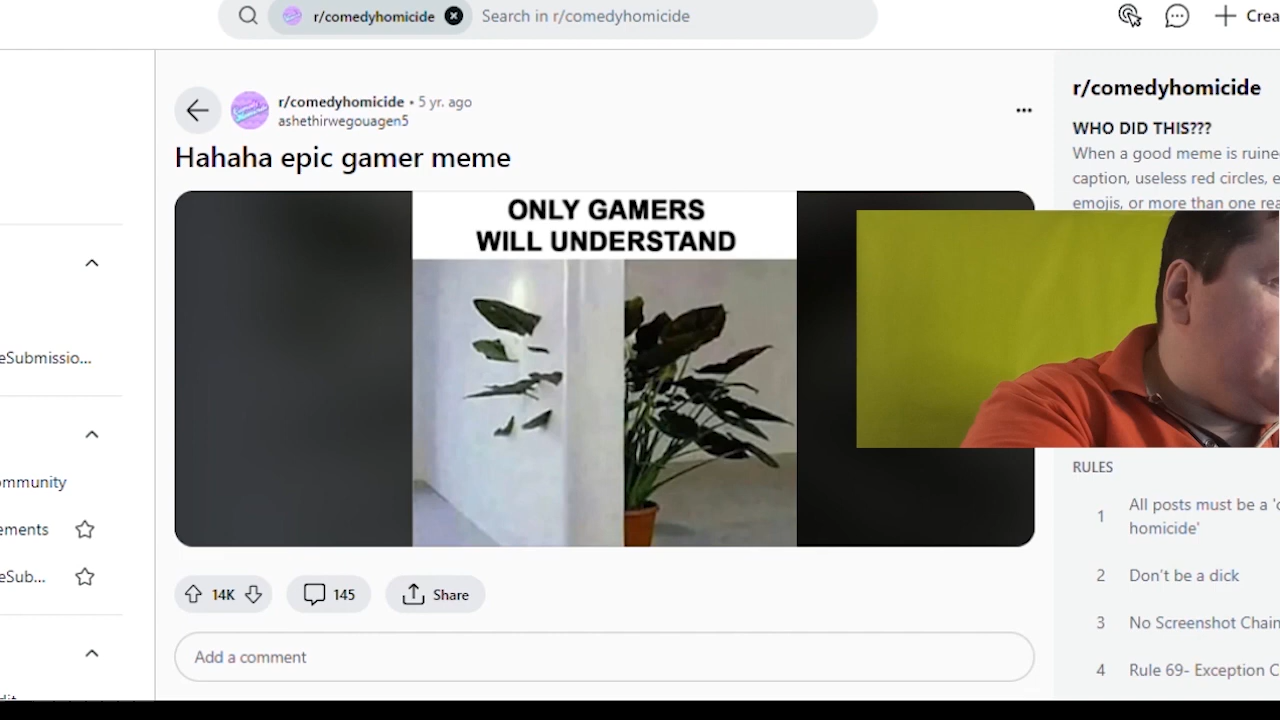 r/comedyhomicide
Search in r/comedyhomicide
r/comedyhomicide • 5 yr. ago
ashethirwegouagen5
Hahaha epic gamer meme
ONLY GAMERS
WILL UNDERSTAND
14K
145
Share
Add a comment
eSubmissio...
ommunity
ements
eSub...
r/comedyhomicide
WHO DID THIS???
When a good meme is ruine
caption, useless red circles, e
emojis, or more than one rea
RULES
1 All posts must be a 'c
homicide'
2 Don't be a dick
3 No Screenshot Chain
4 Rule 69- Exception C
Crea